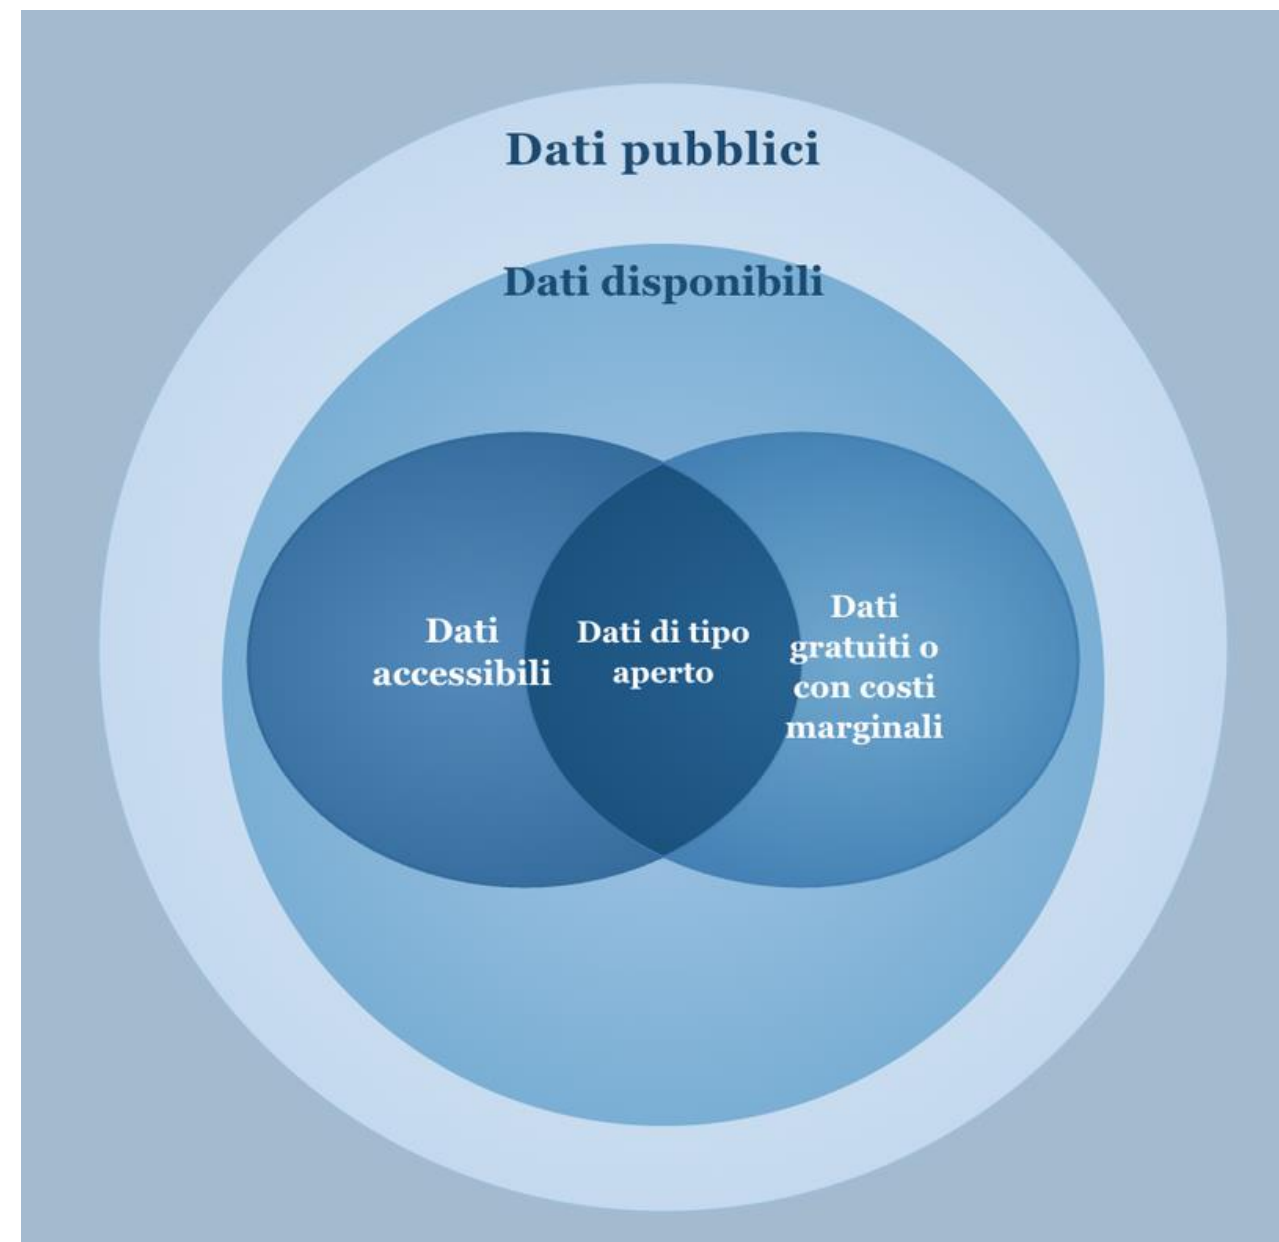 Dati pubblici
Dati disponibili
Dati
accessibili
Dati di tipo
aperto
Dati
gratuiti o
con costi
marginali